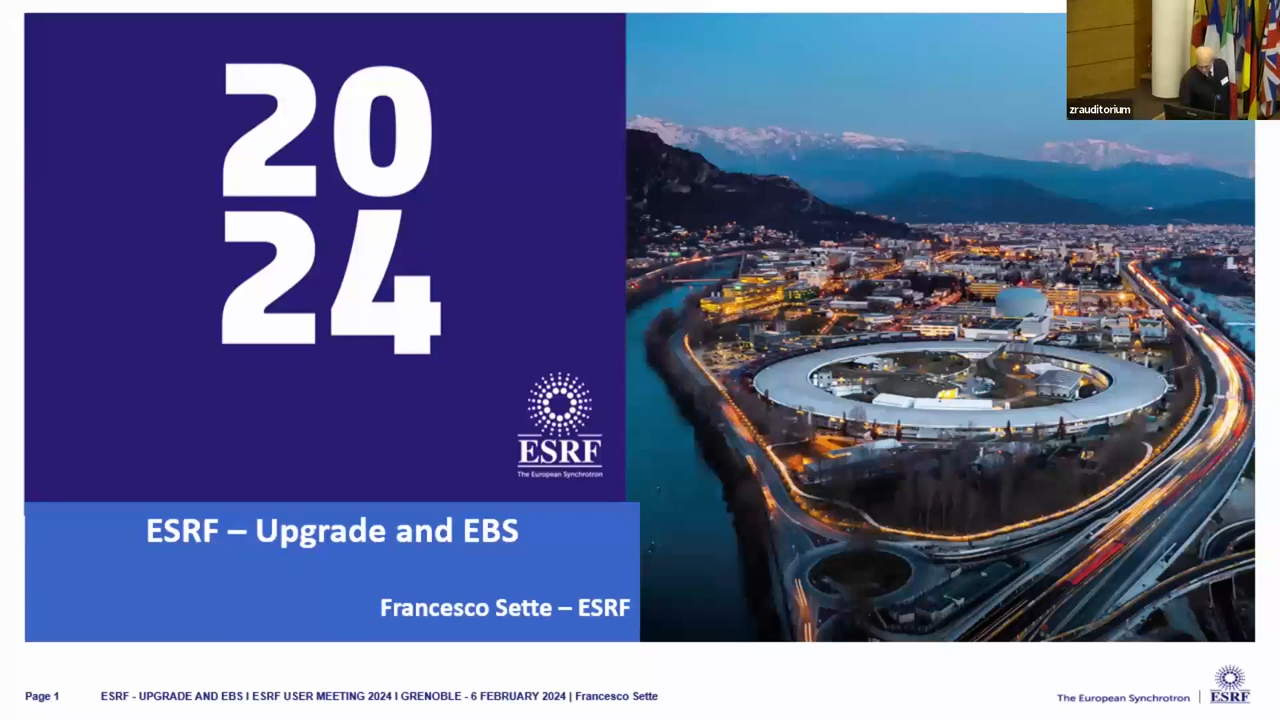 20
24
ESRF
The European Synchrotron
zrauditorium
ESRF – Upgrade and EBS
Francesco Sette – ESRF
Page 1
ESRF - UPGRADE AND EBS I ESRF USER MEETING 2024 I GRENOBLE - 6 FEBRUARY 2024 | Francesco Sette
The European Synchrotron
ESRF